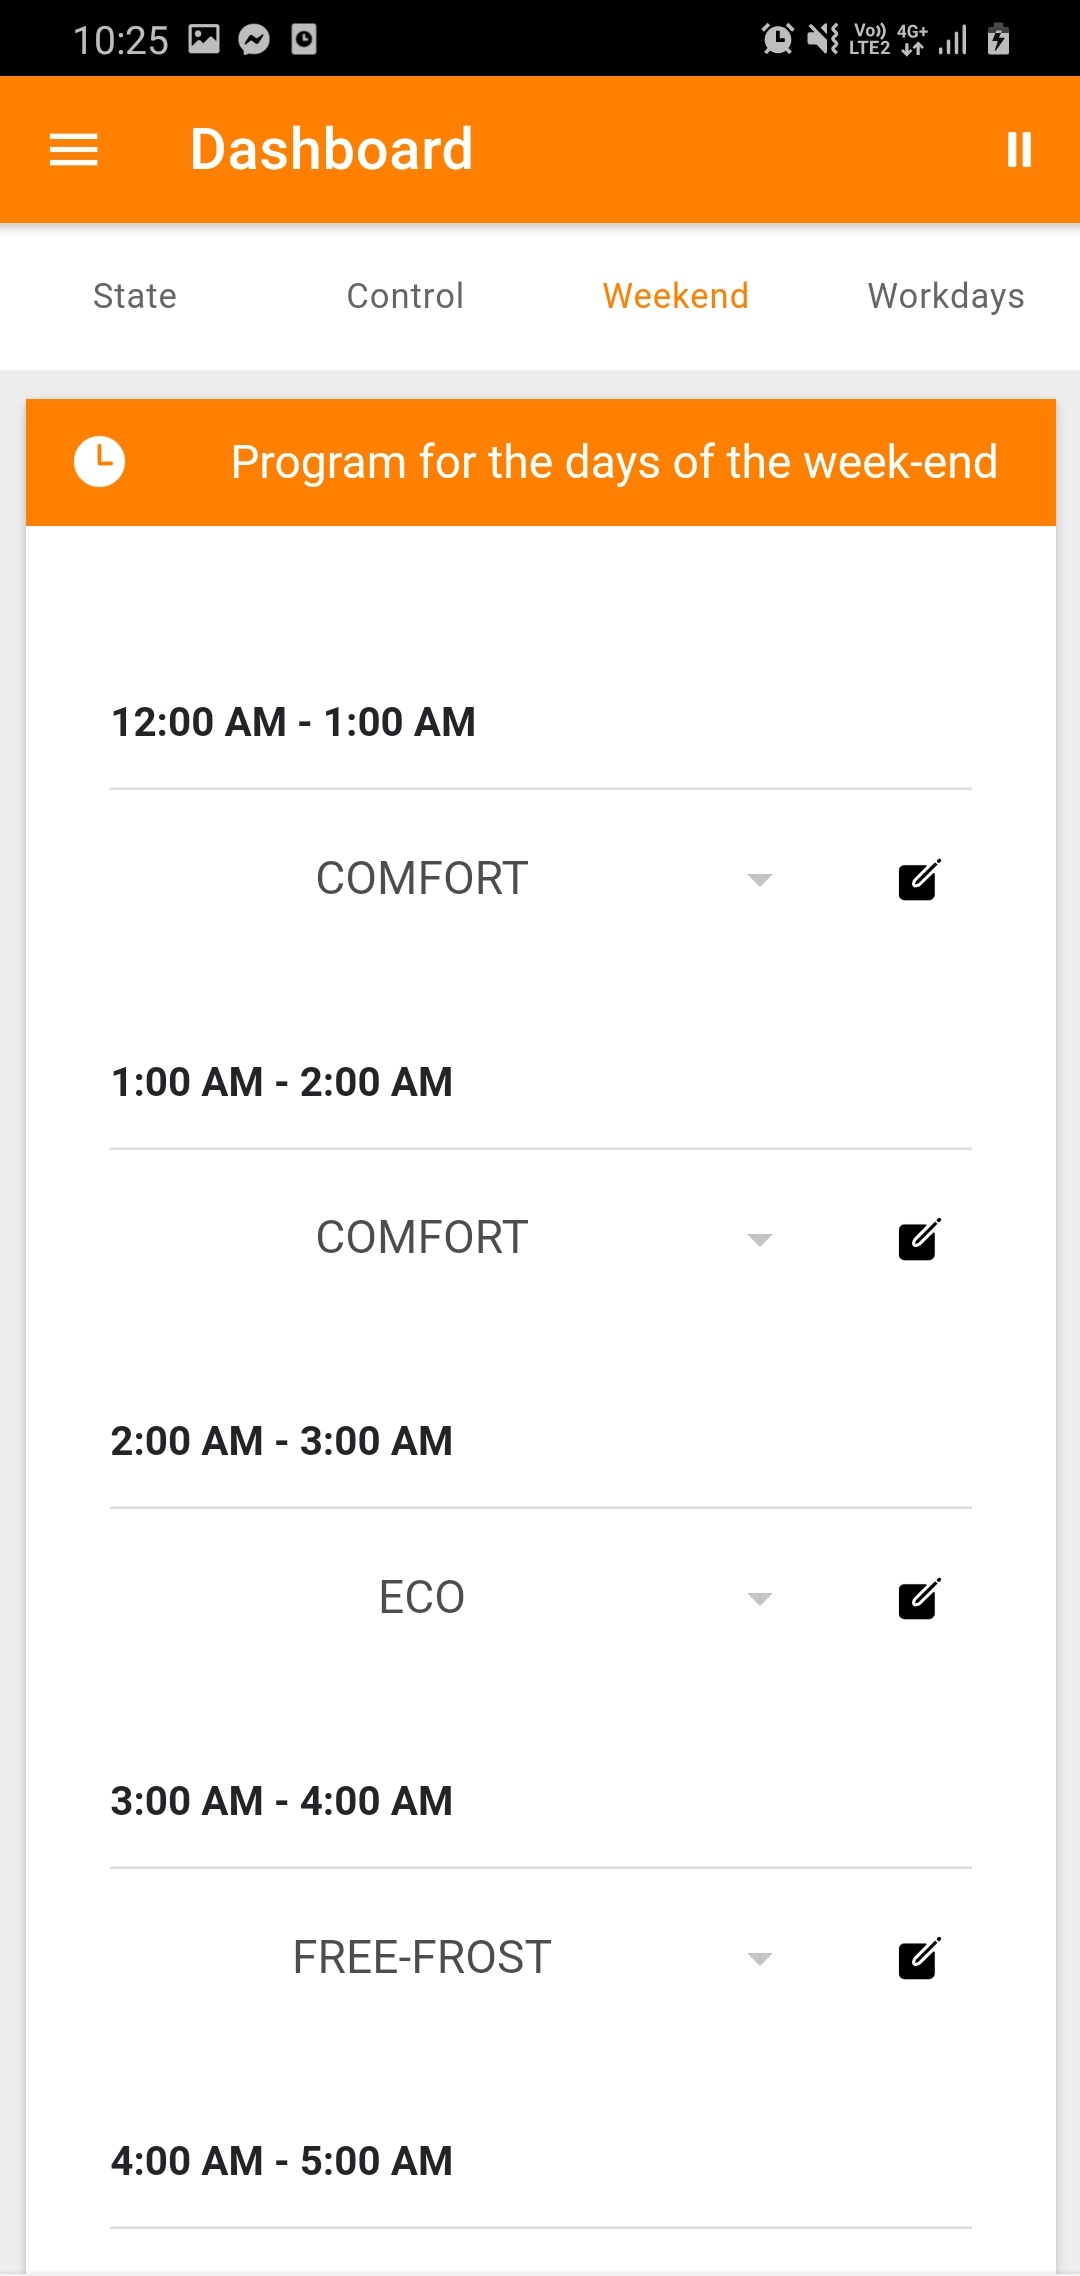 10:25
Vo)) LTE2 4G+
Dashboard
State Control Weekend Workdays
Program for the days of the week-end
12:00 AM - 1:00 AM
COMFORT
1:00 AM - 2:00 AM
COMFORT
2:00 AM - 3:00 AM
ECO
3:00 AM - 4:00 AM
FREE-FROST
4:00 AM - 5:00 AM